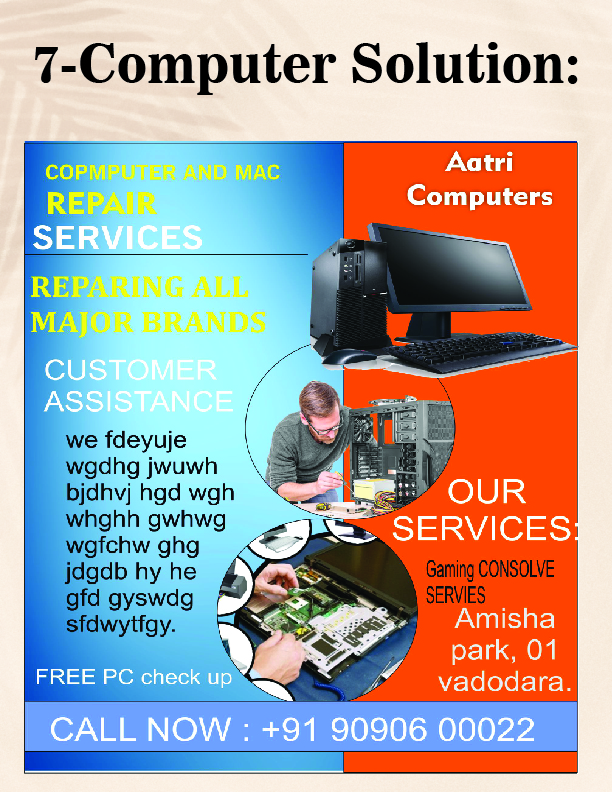 7-Computer Solution:
COPMPUTER AND MAC
REPAIR
SERVICES
REPARING ALL
MAJOR BRANDS
CUSTOMER
ASSISTANCE
we fdeyuje
wgdhg jwuwh
bjdhvj hgd wgh
whghh gwhwg
wgfchw ghg
jdgdb hy he
gfd gyswdg
sfdwytfgy.
FREE PC check up
Aatri
Computers
OUR
SERVICES:
Gaming CONSOLVE
SERVIES
Amisha
park, 01
vadodara.
CALL NOW : +91 90906 00022